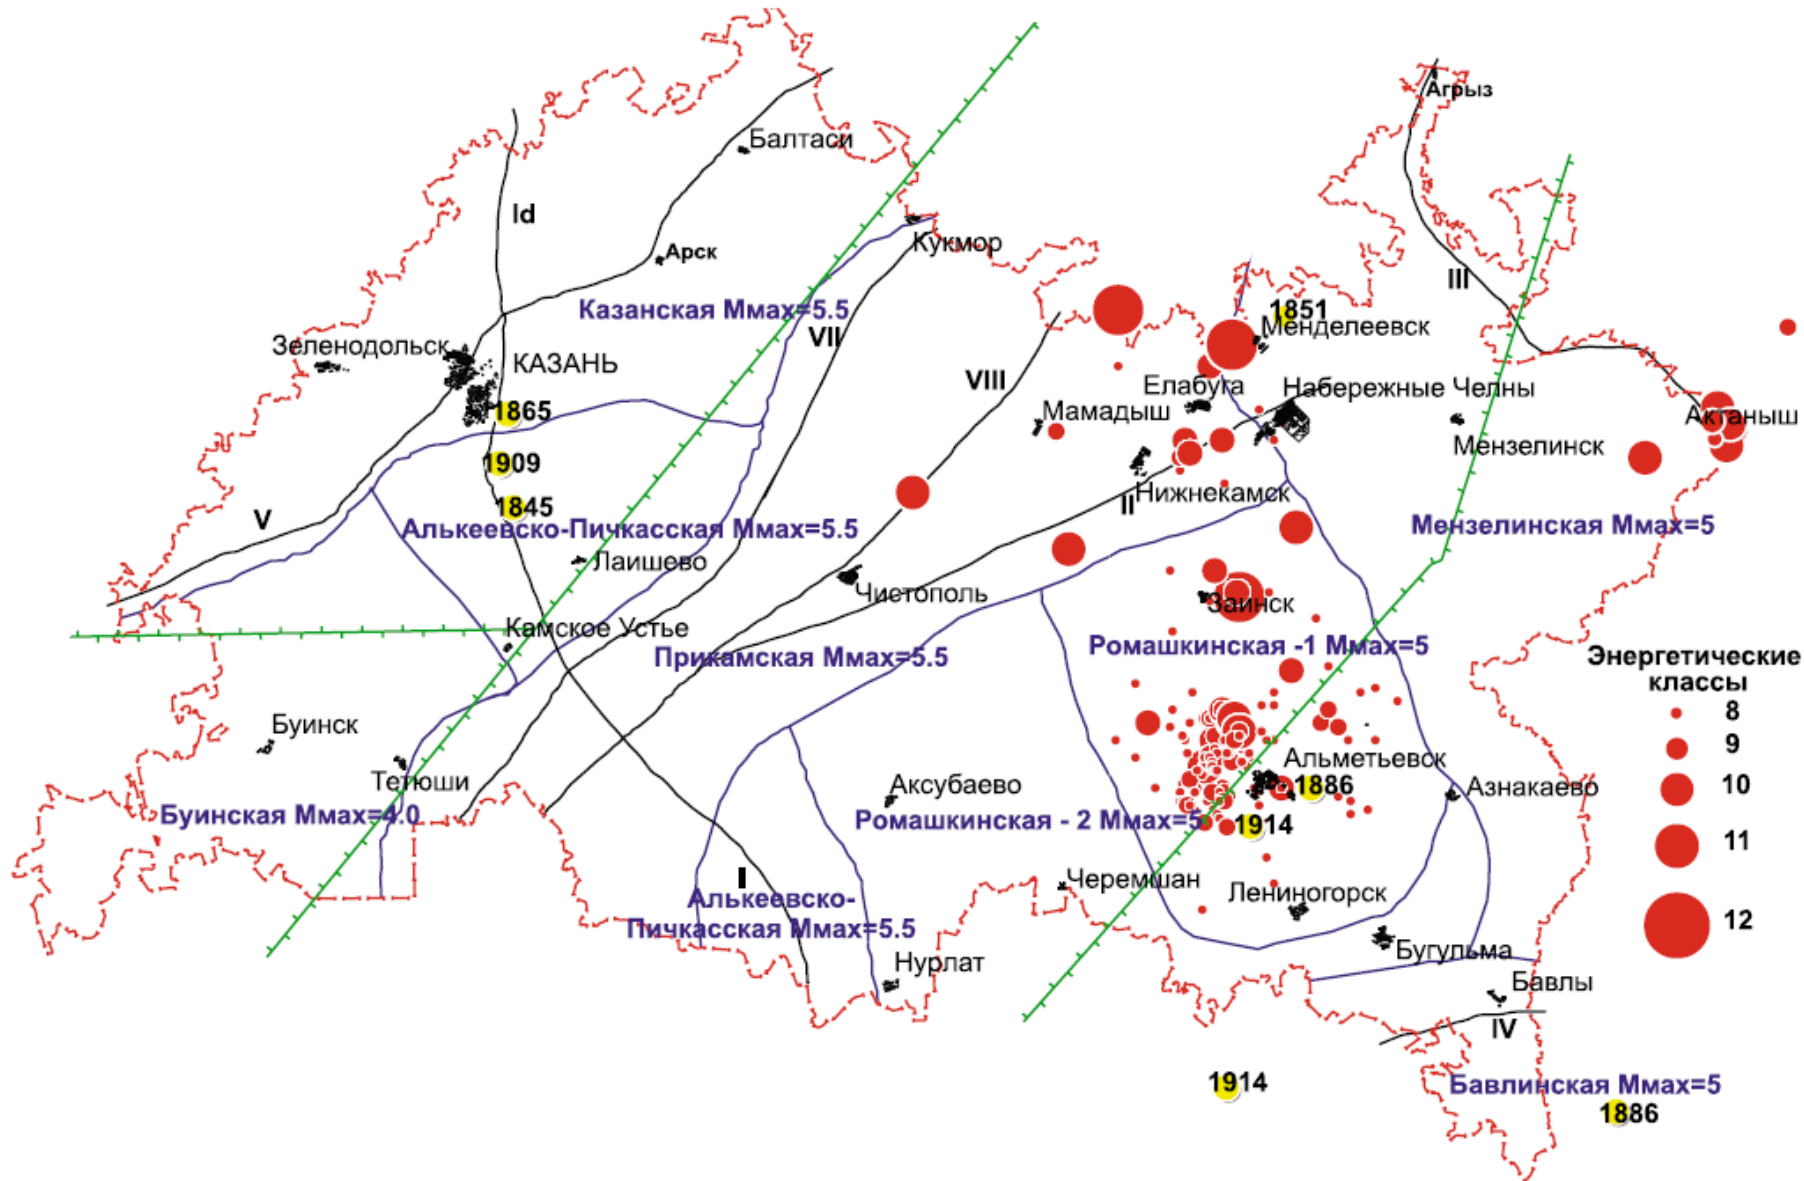 Агрыз
Балтаси
Id
Арск
Кукмор
III
Казанская Ммах=5.5
1851
Менделеевск
VII
Зеленодольск
КАЗАНЬ
VIII
Елабуга
Набережные Челны
1865
Мамадыш
Актаныш
Мензелинск
1909
Нижнекамск
II
1845
V
Алькеевско-Пичкасская Ммах=5.5
Мензелинская Ммах=5
Лаишево
Чистополь
Заинск
Камское Устье
Прикамская Ммах=5.5
Ромашкинская -1 Ммах=5
Энергетические
классы
8
9
10
11
12
Буинск
Тетюши
Альметьевск
Аксубаево
1886
Азнакаево
Буинская Ммах=4.0
Ромашкинская - 2 Ммах=5
1914
I
Черемшан
Лениногорск
Алькеевско-
Пичкасская Ммах=5.5
Бугульма
Нурлат
Бавлы
IV
1914
Бавлинская Ммах=5
1886